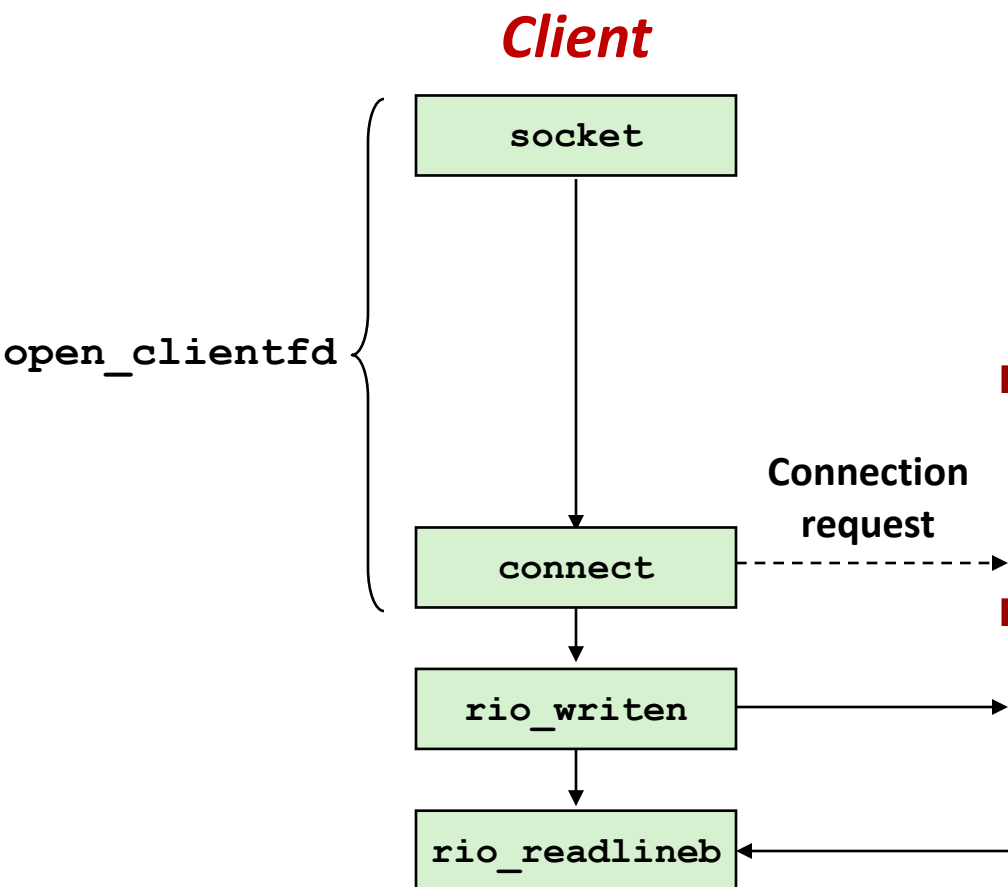 Client
socket
open_clientfd
Connection
request
connect
rio_writen
rio_readlineb